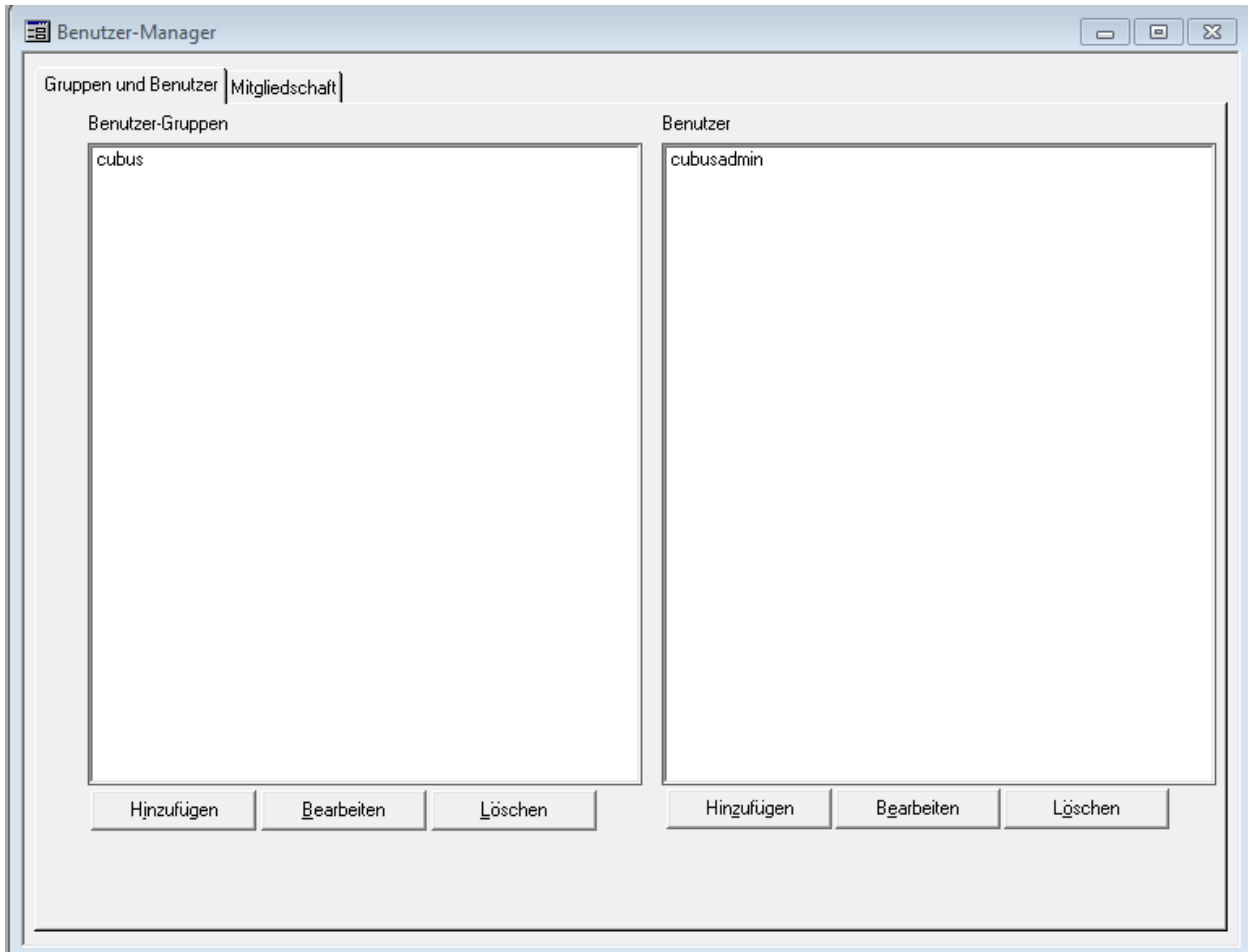 Benutzer-Manager
Gruppen und Benutzer Mitgliedschaft
Benutzer-Gruppen Benutzer
cubus cubusadmin
Hinzufügen Bearbeiten Löschen Hinzufügen Bearbeiten Löschen